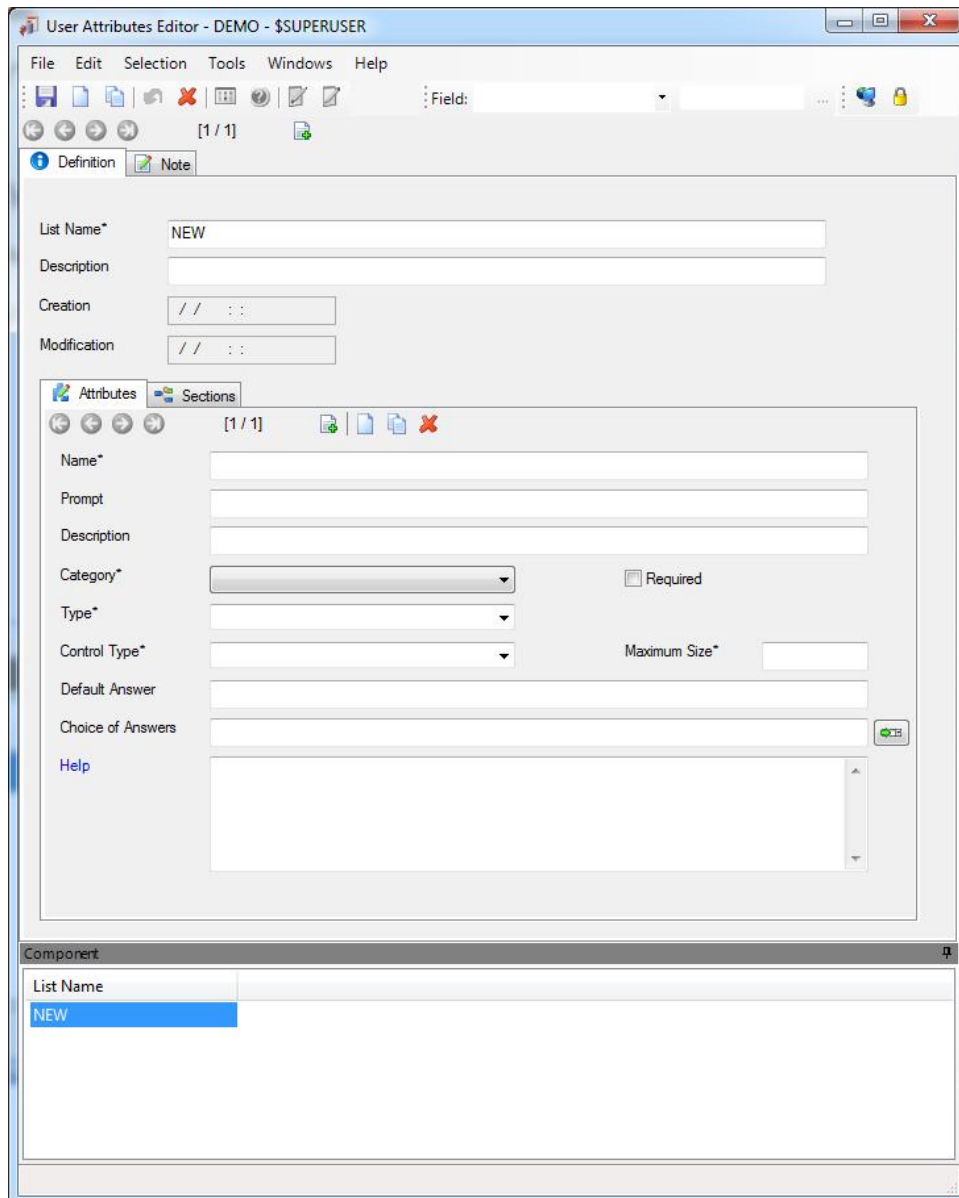 User Attributes Editor - DEMO - $SUPERUSER
File Edit Selection Tools Windows Help
Field: ...
[1 / 1]
Definition Note
List Name* NEW
Description
Creation / / : :
Modification / / : :
Attributes Sections
[1 / 1]
Name*
Prompt
Description
Category* Required
Type*
Control Type* Maximum Size*
Default Answer
Choice of Answers
Help
Component
List Name
NEW